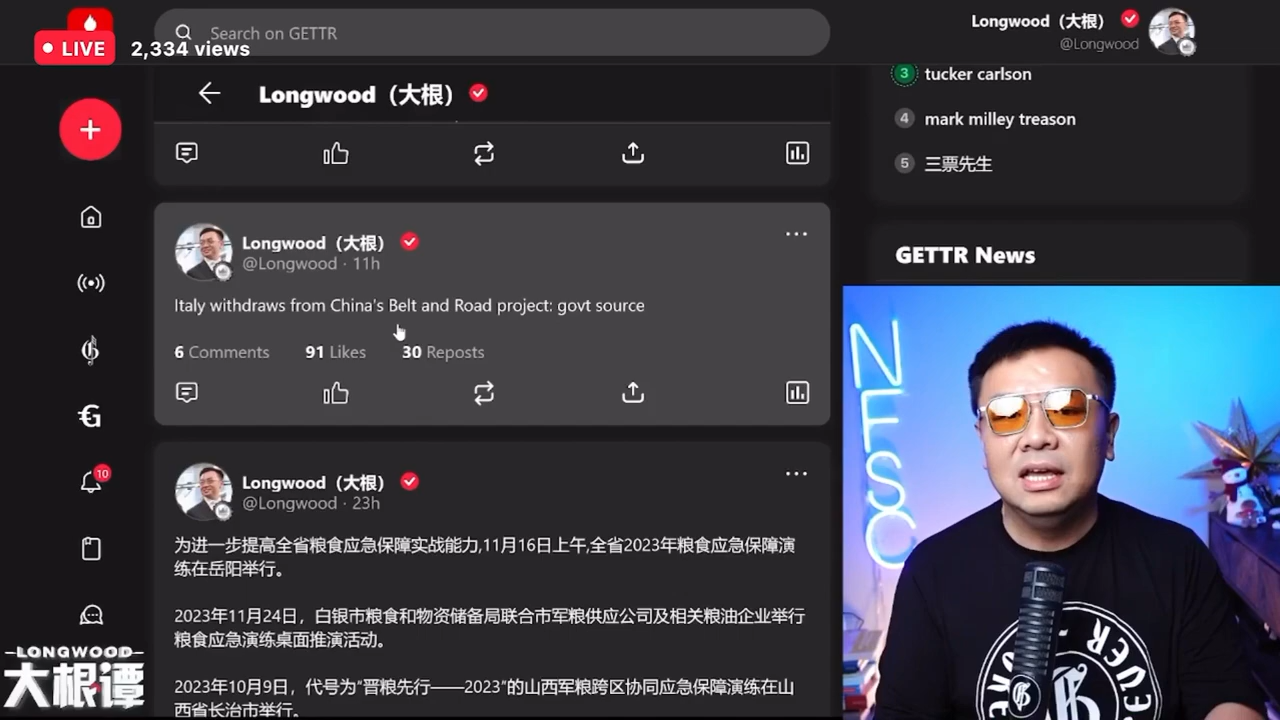 Search on GETTR
LIVE 2,334 views
Longwood（大根）
@Longwood
Longwood（大根）
3 tucker carlson
4 mark milley treason
5 三票先生
GETTR News
Longwood（大根）
@Longwood · 11h
Italy withdraws from China's Belt and Road project: govt source
6 Comments 91 Likes 30 Reposts
10
Longwood（大根）
@Longwood · 23h
为进一步提高全省粮食应急保障实战能力,11月16日上午,全省2023年粮食应急保障演
练在岳阳举行。
2023年11月24日，白银市粮食和物资储备局联合市军粮供应公司及相关粮油企业举行
粮食应急演练桌面推演活动。
2023年10月9日，代号为“晋粮先行——2023”的山西军粮跨区协同应急保障演练在山
西省长治市举行。
LONGWOOD
大根谭
NFSC